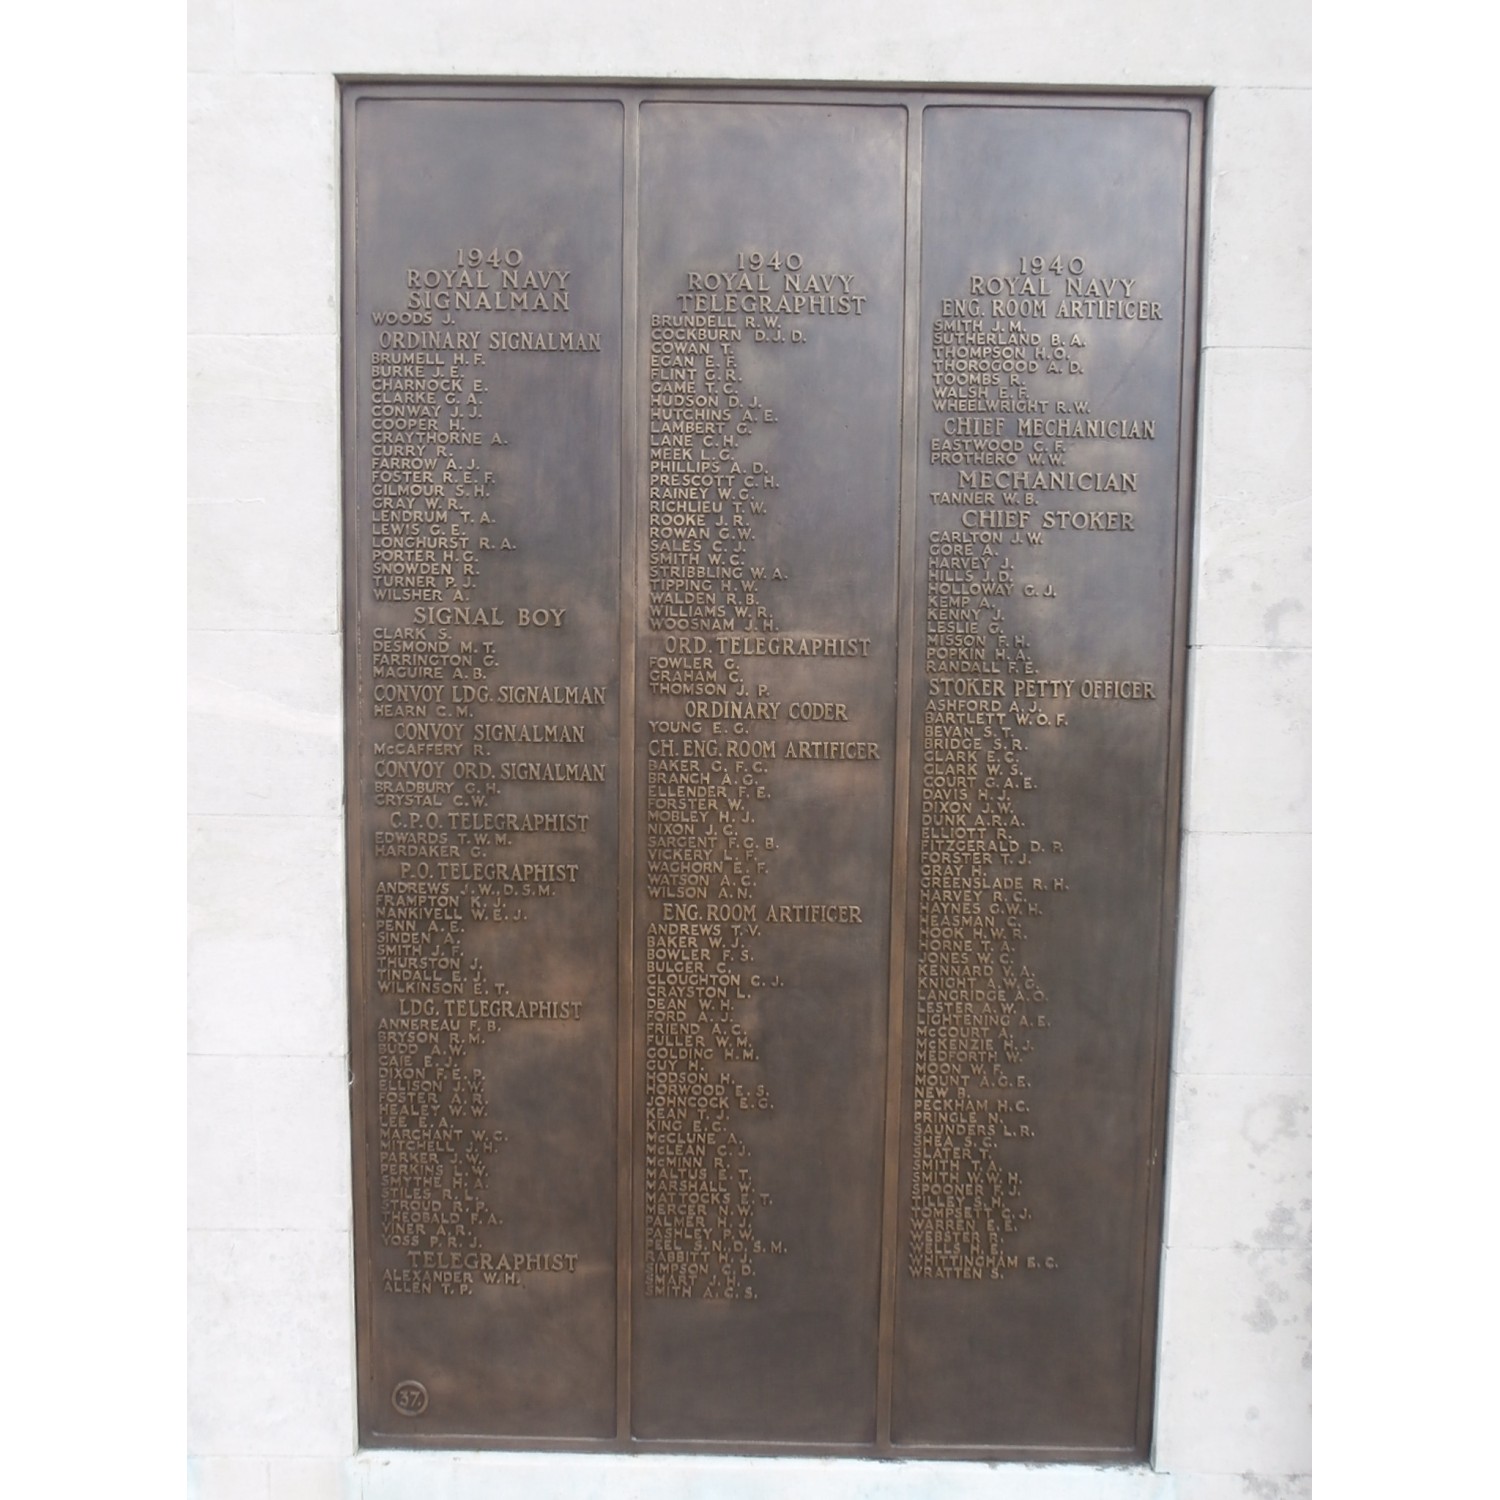 1940
ROYAL NAVY
SIGNALMAN
WOODS J.
ORDINARY SIGNALMAN
BRUMELL H. F.
BURKE J. E.
CHARNOCK E.
CLARKE G. A.
CONWAY J. J.
COOPER H.
CRAYTHORNE A.
CURRY R.
FARROW A. J.
FOSTER R. E. F.
GILMOUR S. H.
GRAY W. R.
LENDRUM T. A.
LEWIS G. E.
LONGHURST R. A.
PORTER H. G.
SNOWDEN R.
TURNER P. J.
WILSHER A.
SIGNAL BOY
CLARK S.
DESMOND M. T.
FARRINGTON G.
MAGUIRE A. B.
CONVOY LDG. SIGNALMAN
HEARN C. M.
CONVOY SIGNALMAN
McCAFFERY R.
CONVOY ORD. SIGNALMAN
BRADBURY G. H.
CRYSTAL C. W.
C.P.O. TELEGRAPHIST
EDWARDS T. W. M.
HARDAKER G.
P.O. TELEGRAPHIST
ANDREWS J. W., D. S. M.
FRAMPTON K. J.
NANKIVELL W. E. J.
PENN A. E.
SINDEN A.
SMITH J. F.
THURSTON J.
TINDALL E. J.
WILKINSON E. T.
LDG. TELEGRAPHIST
ANNEREAU F. B.
BRYSON R. M.
BUDD A. W.
CAIE E. J.
DIXON F. E. P.
ELLISON J. W.
FOSTER A. R.
HEALEY W. W.
LEE E. A.
MARCHANT W. G.
MITCHELL J. H.
PARKER J. W.
PERKINS L. W.
SMYTHE H. A.
STILES R. L.
STROUD R. P.
THEOBALD F. A.
VINER A. R.
VOSS P. R. J.
TELEGRAPHIST
ALEXANDER W. H.
ALLEN T. P.
37.
1940
ROYAL NAVY
TELEGRAPHIST
BRUNDELL R. W.
COCKBURN D. J. D.
COWAN T.
EGAN E. F.
FLINT G. R.
GAME T. C.
HUDSON D. J.
HUTCHINS A. E.
LAMBERT G.
LANE C. H.
MEEK L. G.
PHILLIPS A. D.
PRESCOTT C. H.
RAINEY W. G.
RICHLIEU T. W.
ROOKE J. R.
ROWAN G. W.
SALES C. J.
SMITH W. C.
STRIBBLING W. A.
TIPPING H. W.
WALDEN R. B.
WILLIAMS W. R.
WOOSNAM J. H.
ORD. TELEGRAPHIST
FOWLER G.
GRAHAM C.
THOMSON J. P.
ORDINARY CODER
YOUNG E. G.
CH. ENG. ROOM ARTIFICER
BAKER G. F. C.
BRANCH A. G.
ELLENDER F. E.
FORSTER W.
MOBLEY H. J.
NIXON J. C.
SARGENT F. G. B.
VICKERY L. F.
WAGHORN E. F.
WATSON A. C.
WILSON A. N.
ENG. ROOM ARTIFICER
ANDREWS T. V.
BAKER W. J.
BOWLER F. S.
BULGER C.
CLOUGHTON C. J.
CRAYSTON L.
DEAN W. H.
FORD A. J.
FRIEND A. C.
FULLER W. M.
GOLDING H. M.
GUY H.
HODSON H.
HORWOOD E. S.
JOHNCOCK E. G.
KEAN T. J.
KING E. C.
McCLUNE A.
McLEAN C. J.
McMINN R.
MALTUS E. T.
MARSHALL W.
MATTOCKS E. T.
MERCER N. W.
PALMER H. J.
PASHLEY P. W.
PEEL S. N., D. S. M.
RABBITT H. J.
SIMPSON C. D.
SMART J. H.
SMITH A. C. S.
1940
ROYAL NAVY
ENG. ROOM ARTIFICER
SMITH J. M.
SUTHERLAND B. A.
THOMPSON H. O.
THOROGOOD A. D.
TOOMBS R.
WALSH E. F.
WHEELWRIGHT R. W.
CHIEF MECHANICIAN
EASTWOOD G. F.
PROTHERO W. W.
MECHANICIAN
TANNER W. B.
CHIEF STOKER
CARLTON J. W.
GORE A.
HARVEY J.
HILLS J. D.
HOLLOWAY G. J.
KEMP A.
KENNY J.
LESLIE G.
MISSON F. H.
POPKIN H. A.
RANDALL F. E.
STOKER PETTY OFFICER
ASHFORD A. J.
BARTLETT W. O. F.
BEVAN S. T.
BRIDGE S. R.
CLARK E. C.
CLARK W. S.
COURT G. A. E.
DAVIS H. J.
DIXON J. W.
DUNK A. R. A.
ELLIOTT R.
FITZGERALD D. P.
FORSTER T. J.
GRAY H.
GREENSLADE R. H.
HARVEY R. C.
HAYNES G. W. H.
HEASMAN C.
HOOK H. W. R.
HORNE T. A.
JONES W. C.
KENNARD V. A.
KNIGHT A. W. G.
LANGRIDGE A. O.
LESTER A. W.
LIGHTENING A. E.
McCOURT A.
McKENZIE H. J.
MEDFORTH W.
MOON W. F.
MOUNT A. G. E.
NEW B.
PECKHAM H. C.
PRINGLE N.
SAUNDERS L. R.
SHEA S. C.
SLATER T.
SMITH T. A.
SMITH W. W. H.
SPOONER F. J.
TILLEY S. H.
TOMPSETT C. J.
WARREN E. E.
WEBSTER R.
WELLS H. E.
WHITTINGHAM E. C.
WRATTEN S.